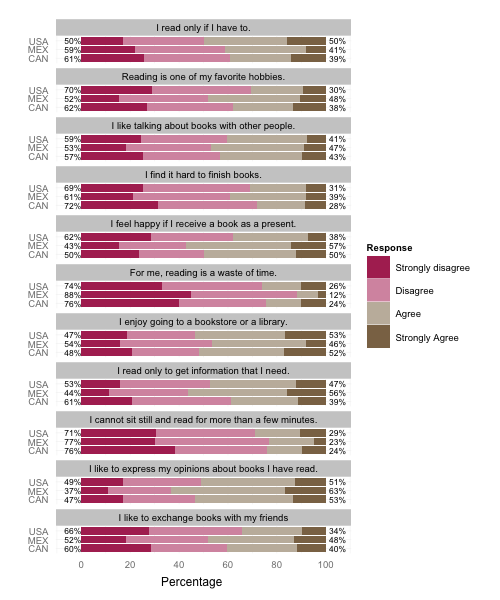 I read only if I have to.
USA 50% 50%
MEX 59% 41%
CAN 61% 39%
Reading is one of my favorite hobbies.
USA 70% 30%
MEX 52% 48%
CAN 62% 38%
I like talking about books with other people.
USA 59% 41%
MEX 53% 47%
CAN 57% 43%
I find it hard to finish books.
USA 69% 31%
MEX 61% 39%
CAN 72% 28%
I feel happy if I receive a book as a present.
USA 62% 38%
MEX 43% 57%
CAN 50% 50%
For me, reading is a waste of time.
USA 74% 26%
MEX 88% 12%
CAN 76% 24%
I enjoy going to a bookstore or a library.
USA 47% 53%
MEX 54% 46%
CAN 48% 52%
I read only to get information that I need.
USA 53% 47%
MEX 44% 56%
CAN 61% 39%
I cannot sit still and read for more than a few minutes.
USA 71% 29%
MEX 77% 23%
CAN 76% 24%
I like to express my opinions about books I have read.
USA 49% 51%
MEX 37% 63%
CAN 47% 53%
I like to exchange books with my friends
USA 66% 34%
MEX 52% 48%
CAN 60% 40%
0 20 40 60 80 100
Percentage
Response
Strongly disagree
Disagree
Agree
Strongly Agree